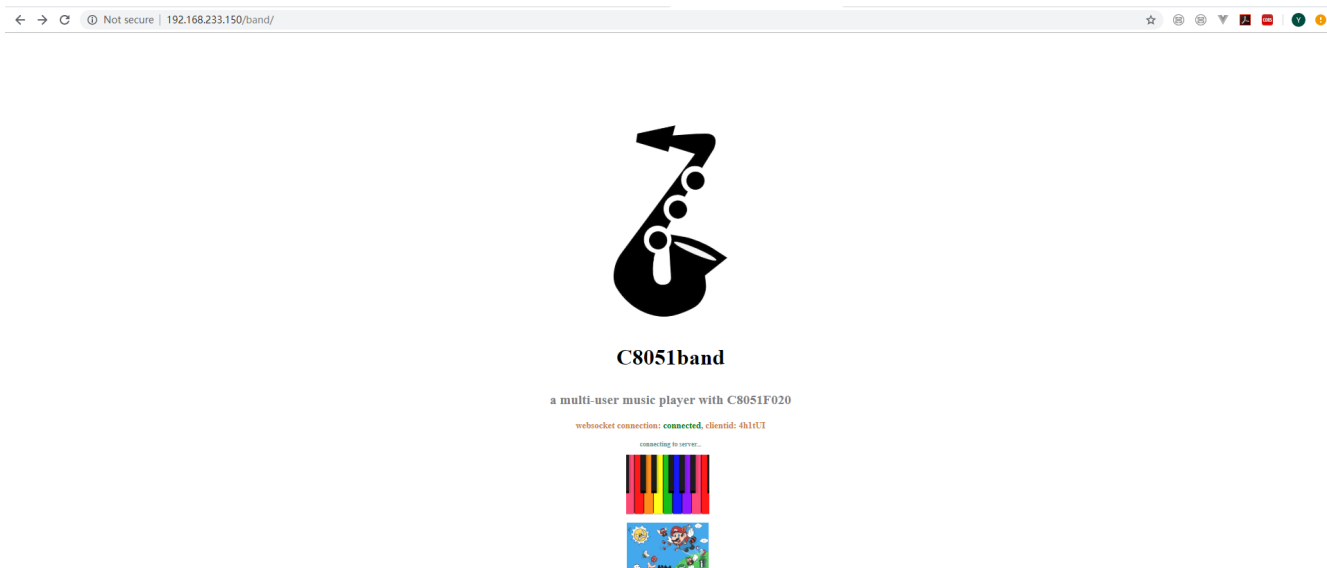 Not secure | 192.168.233.150/band/
C8051band
a multi-user music player with C8051F020
websocket connection: connected, clientid: 4h1tUI
connecting to server...